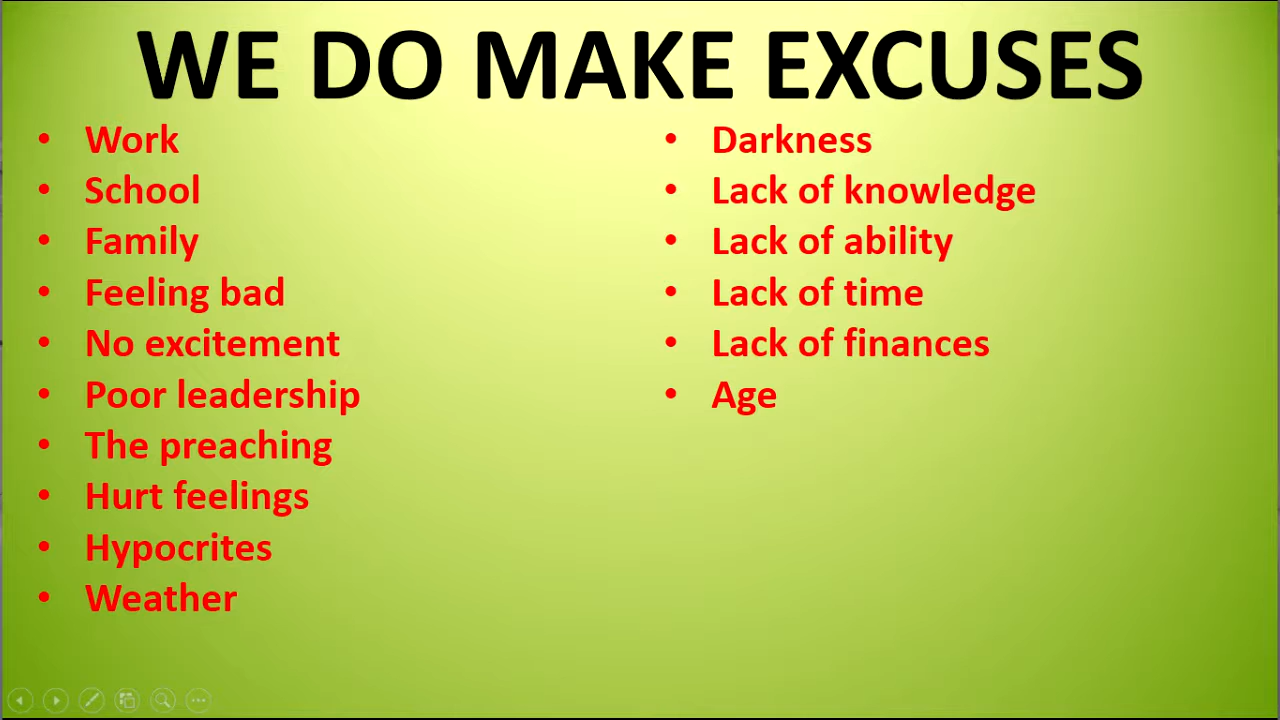 WE DO MAKE EXCUSES
• Work
• School
• Family
• Feeling bad
• No excitement
• Poor leadership
• The preaching
• Hurt feelings
• Hypocrites
• Weather
• Darkness
• Lack of knowledge
• Lack of ability
• Lack of time
• Lack of finances
• Age